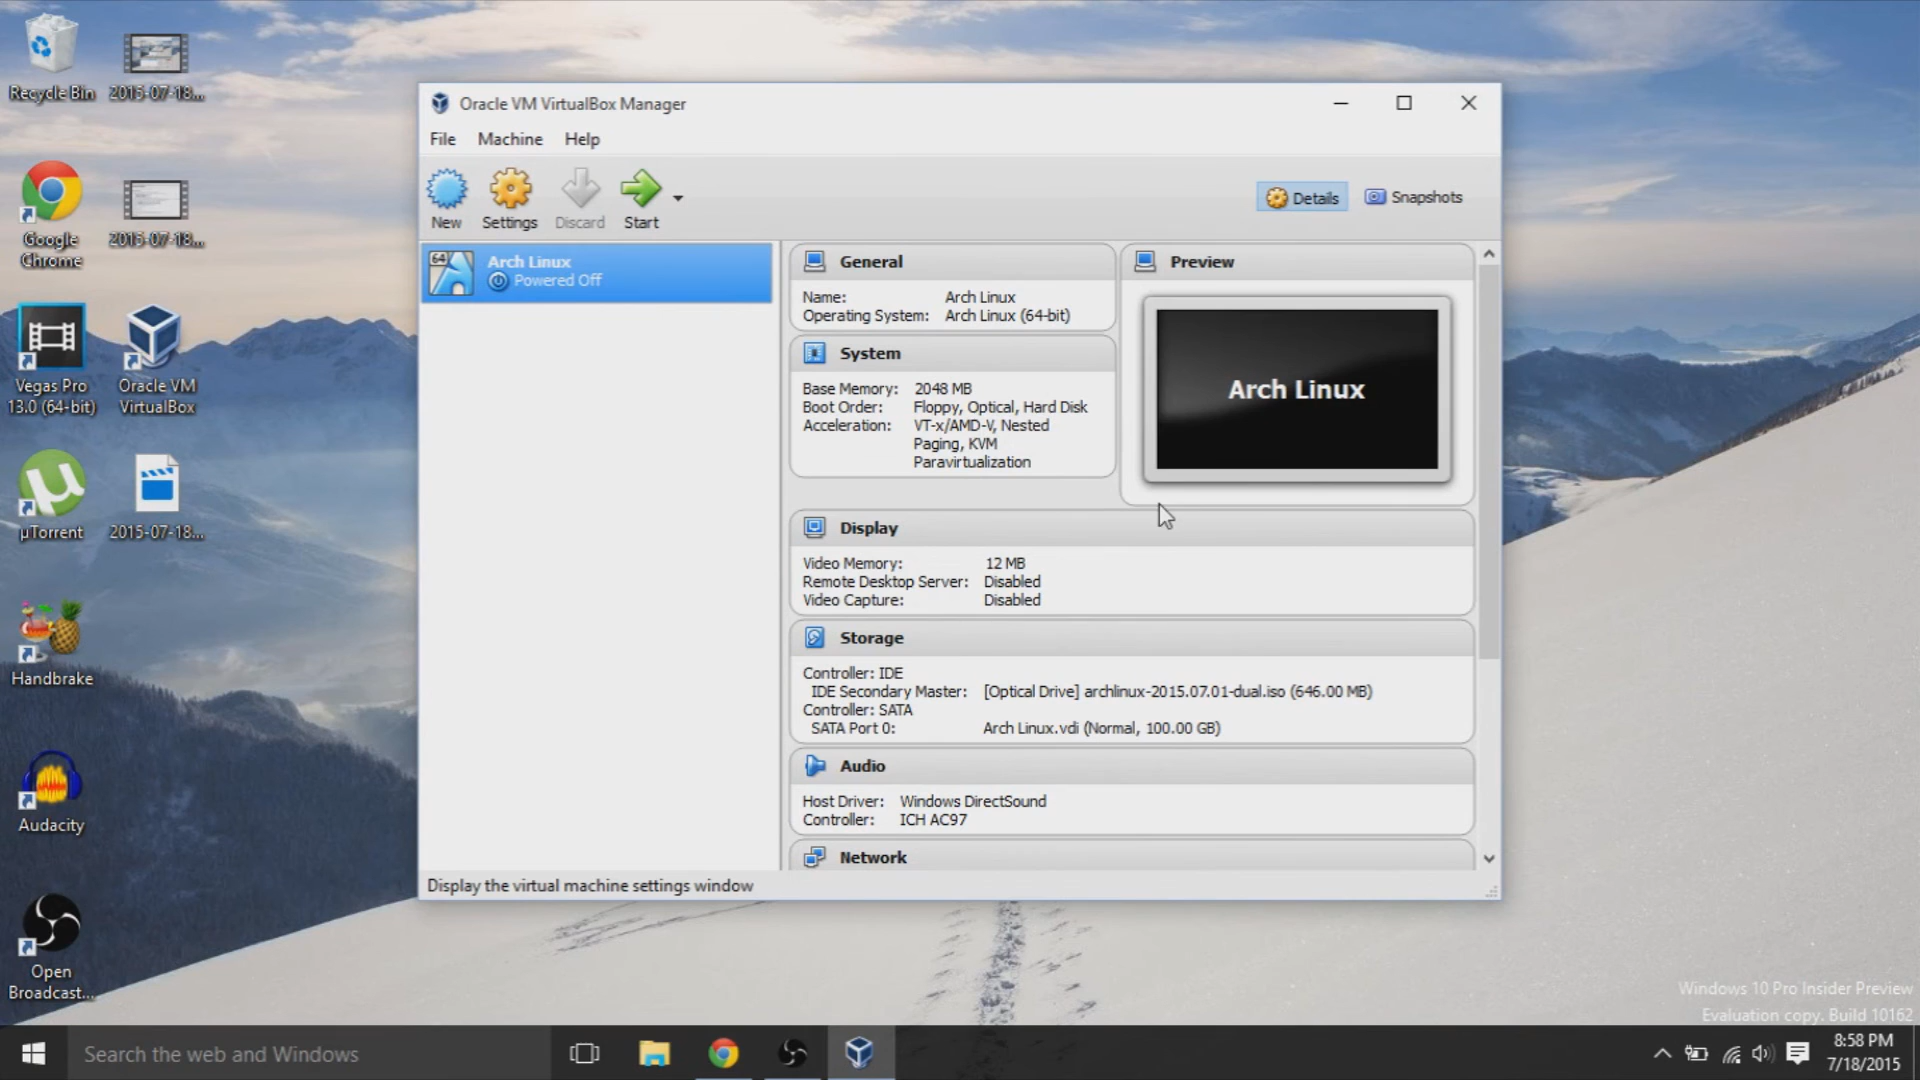 Recycle Bin
2015-07-18...
Google
Chrome
2015-07-18...
Vegas Pro
13.0 (64-bit)
Oracle VM
VirtualBox
µTorrent
2015-07-18...
Handbrake
Audacity
Open
Broadcast...
Oracle VM VirtualBox Manager
File Machine Help
New Settings Discard Start
Details Snapshots
64
Arch Linux
Powered Off
General
Name: Arch Linux
Operating System: Arch Linux (64-bit)
System
Base Memory: 2048 MB
Boot Order: Floppy, Optical, Hard Disk
Acceleration: VT-x/AMD-V, Nested
Paging, KVM
Paravirtualization
Preview
Arch Linux
Display
Video Memory: 12 MB
Remote Desktop Server: Disabled
Video Capture: Disabled
Storage
Controller: IDE
IDE Secondary Master: [Optical Drive] archlinux-2015.07.01-dual.iso (646.00 MB)
Controller: SATA
SATA Port 0: Arch Linux.vdi (Normal, 100.00 GB)
Audio
Host Driver: Windows DirectSound
Controller: ICH AC97
Network
Display the virtual machine settings window
Windows 10 Pro Insider Preview
Evaluation copy. Build 10162
Search the web and Windows
8:58 PM
7/18/2015